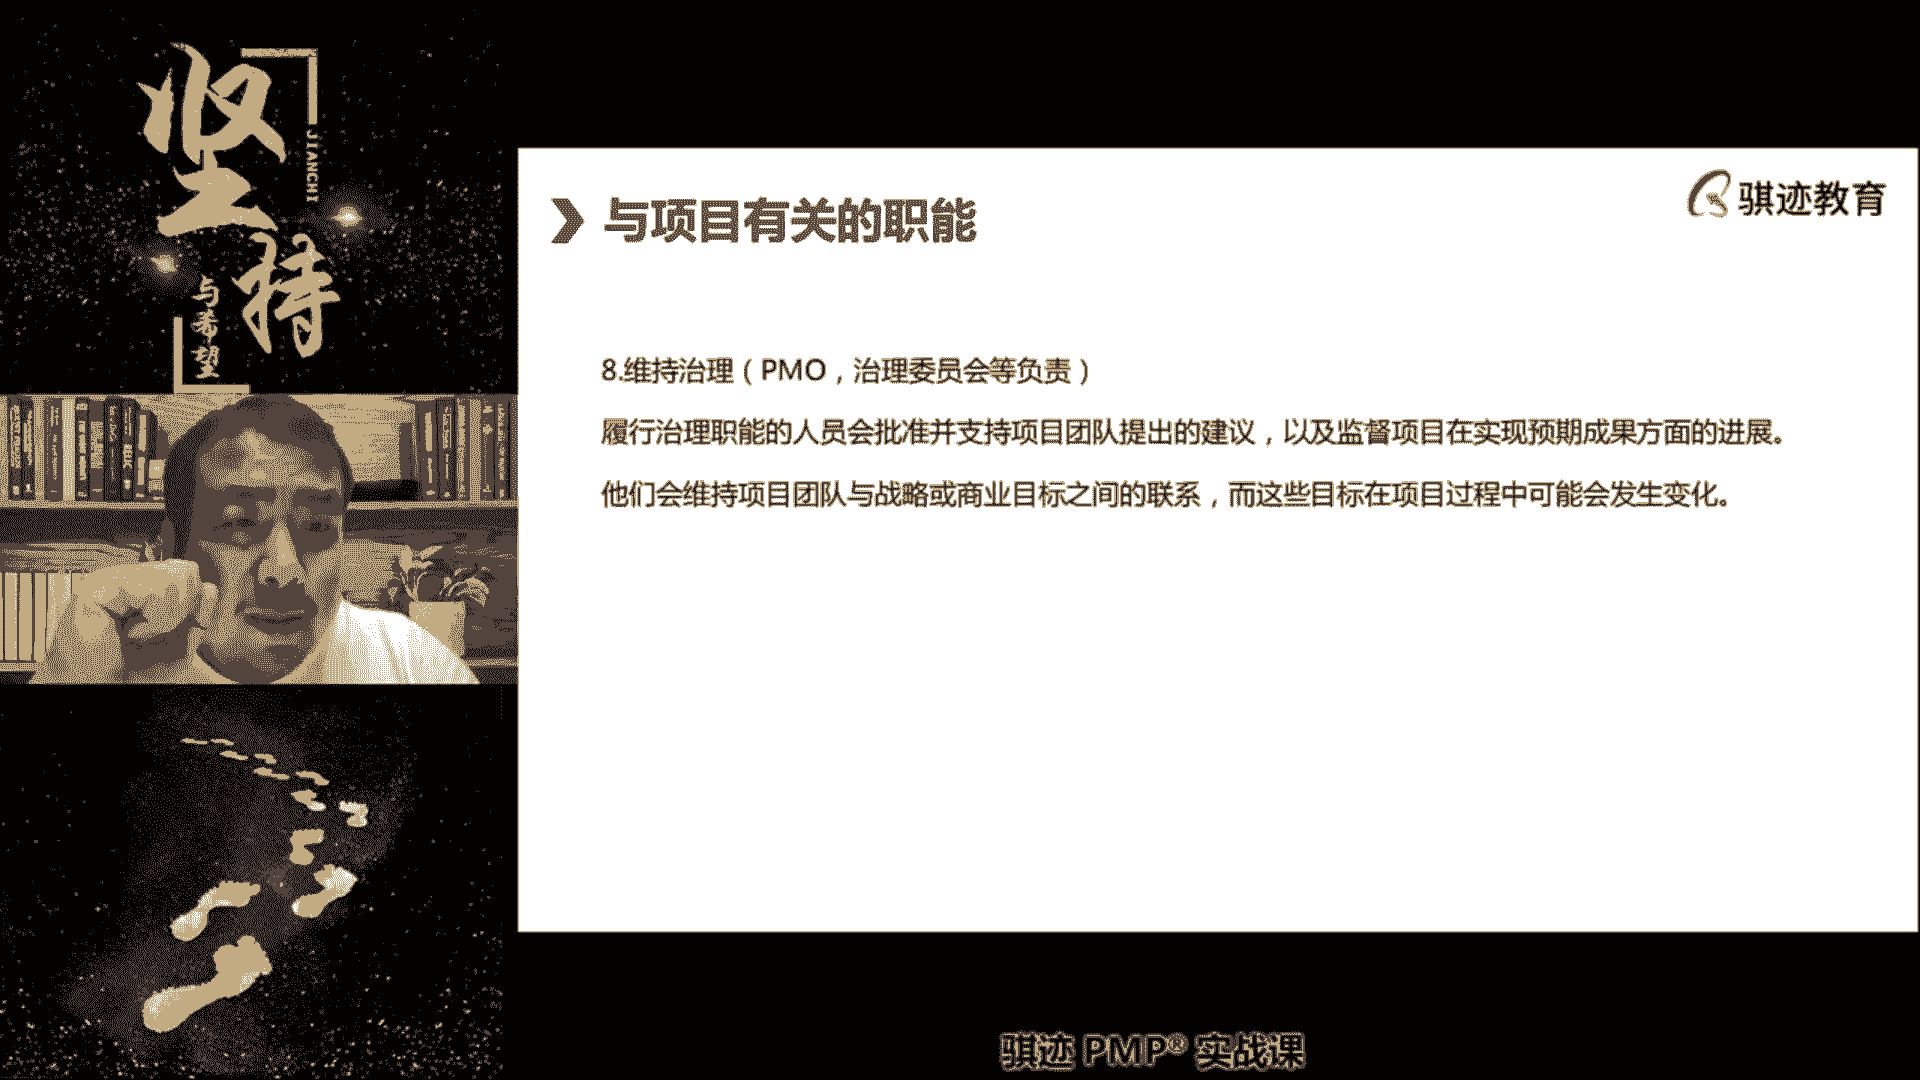 坚持
JIANCHI
与希望
骐迹教育
与项目有关的职能
8.维持治理（PMO，治理委员会等负责）
履行治理职能的人员会批准并支持项目团队提出的建议，以及监督项目在实现预期成果方面的进展。
他们会维持项目团队与战略或商业目标之间的联系，而这些目标在项目过程中可能会发生变化。
骐迹 PMP® 实战课